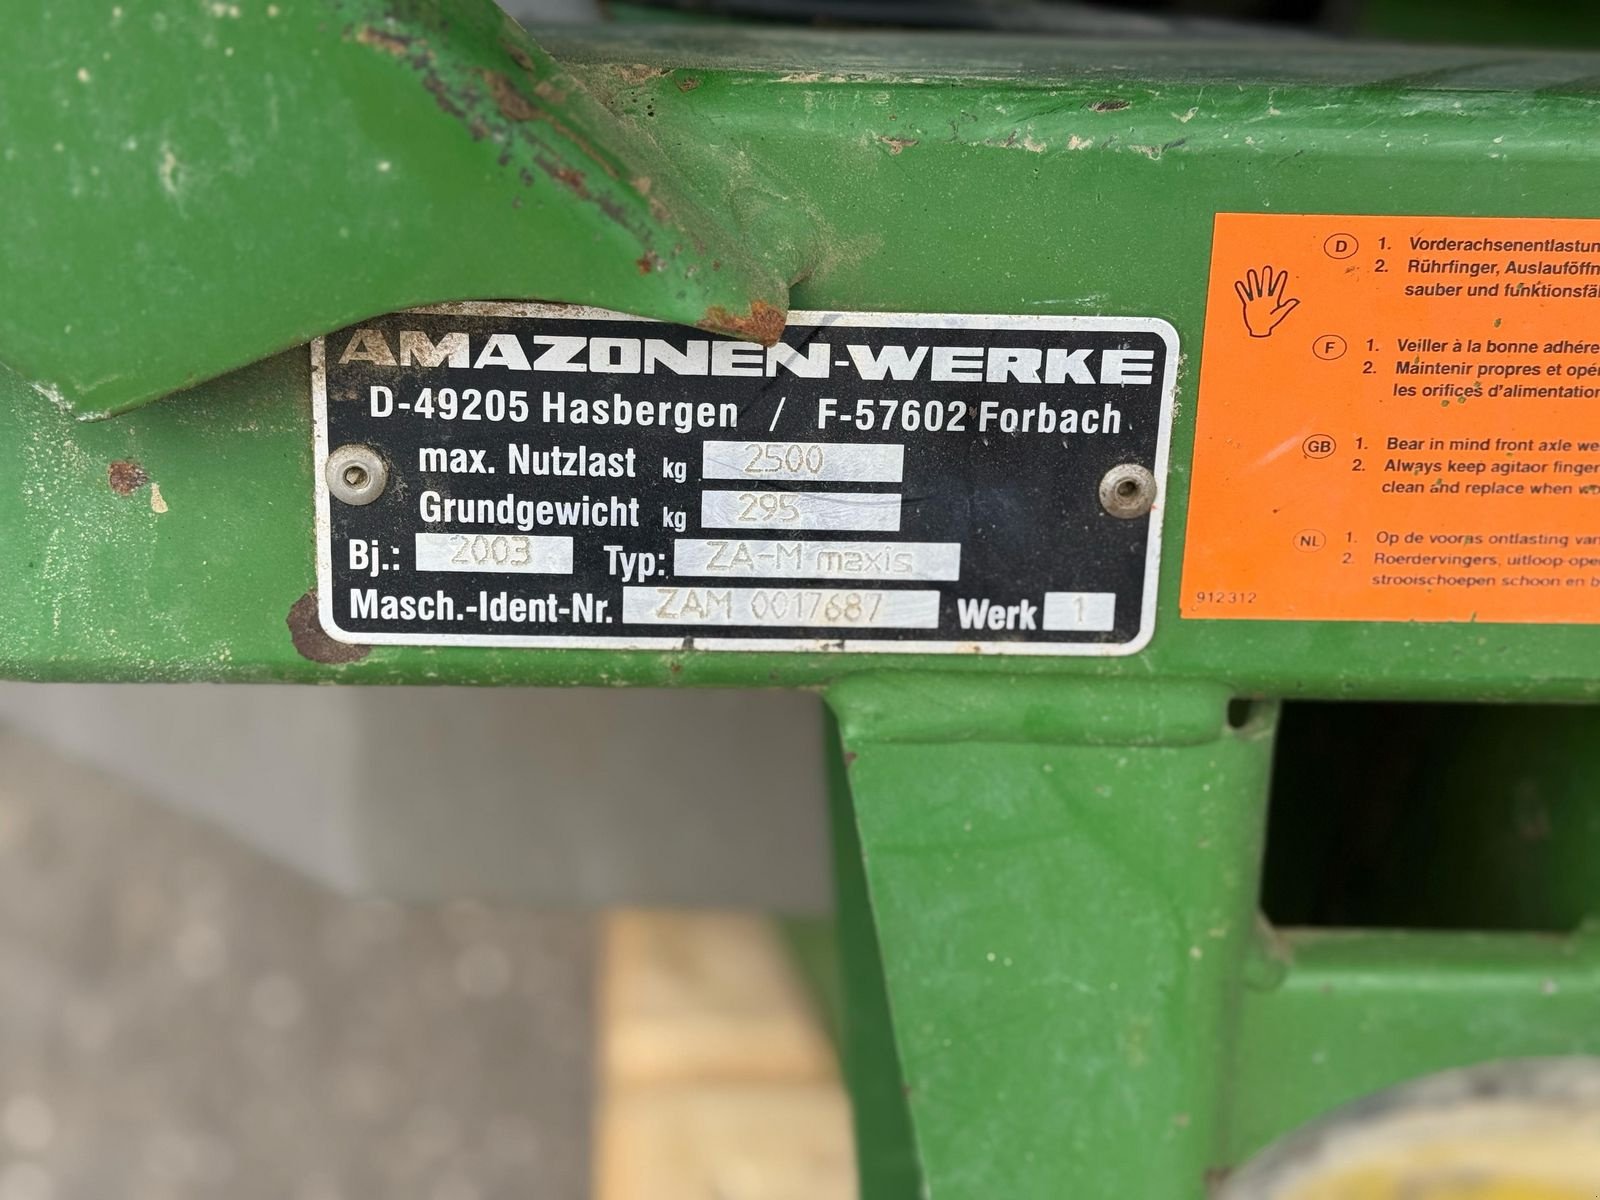 AMAZONEN-WERKE
D-49205 Hasbergen / F-57602 Forbach
max. Nutzlast kg 2500
Grundgewicht kg 295
Bj.: 2003 Typ: ZA-M maxis
Masch.-Ident-Nr. ZAM 0017687 Werk 1
D 1. Vorderachsenentlastun
2. Rührfinger, Auslauföffn
sauber und funktionsfä
F 1. Veiller à la bonne adhére
2. Maintenir propres et opé
les orifices d'alimentation
GB 1. Bear in mind front axle we
2. Always keep agitaor finger
clean and replace when wo
NL 1. Op de vooras ontlasting van
2. Roerdervingers, uitloop-ope
strooischoepen schoon en b
912312